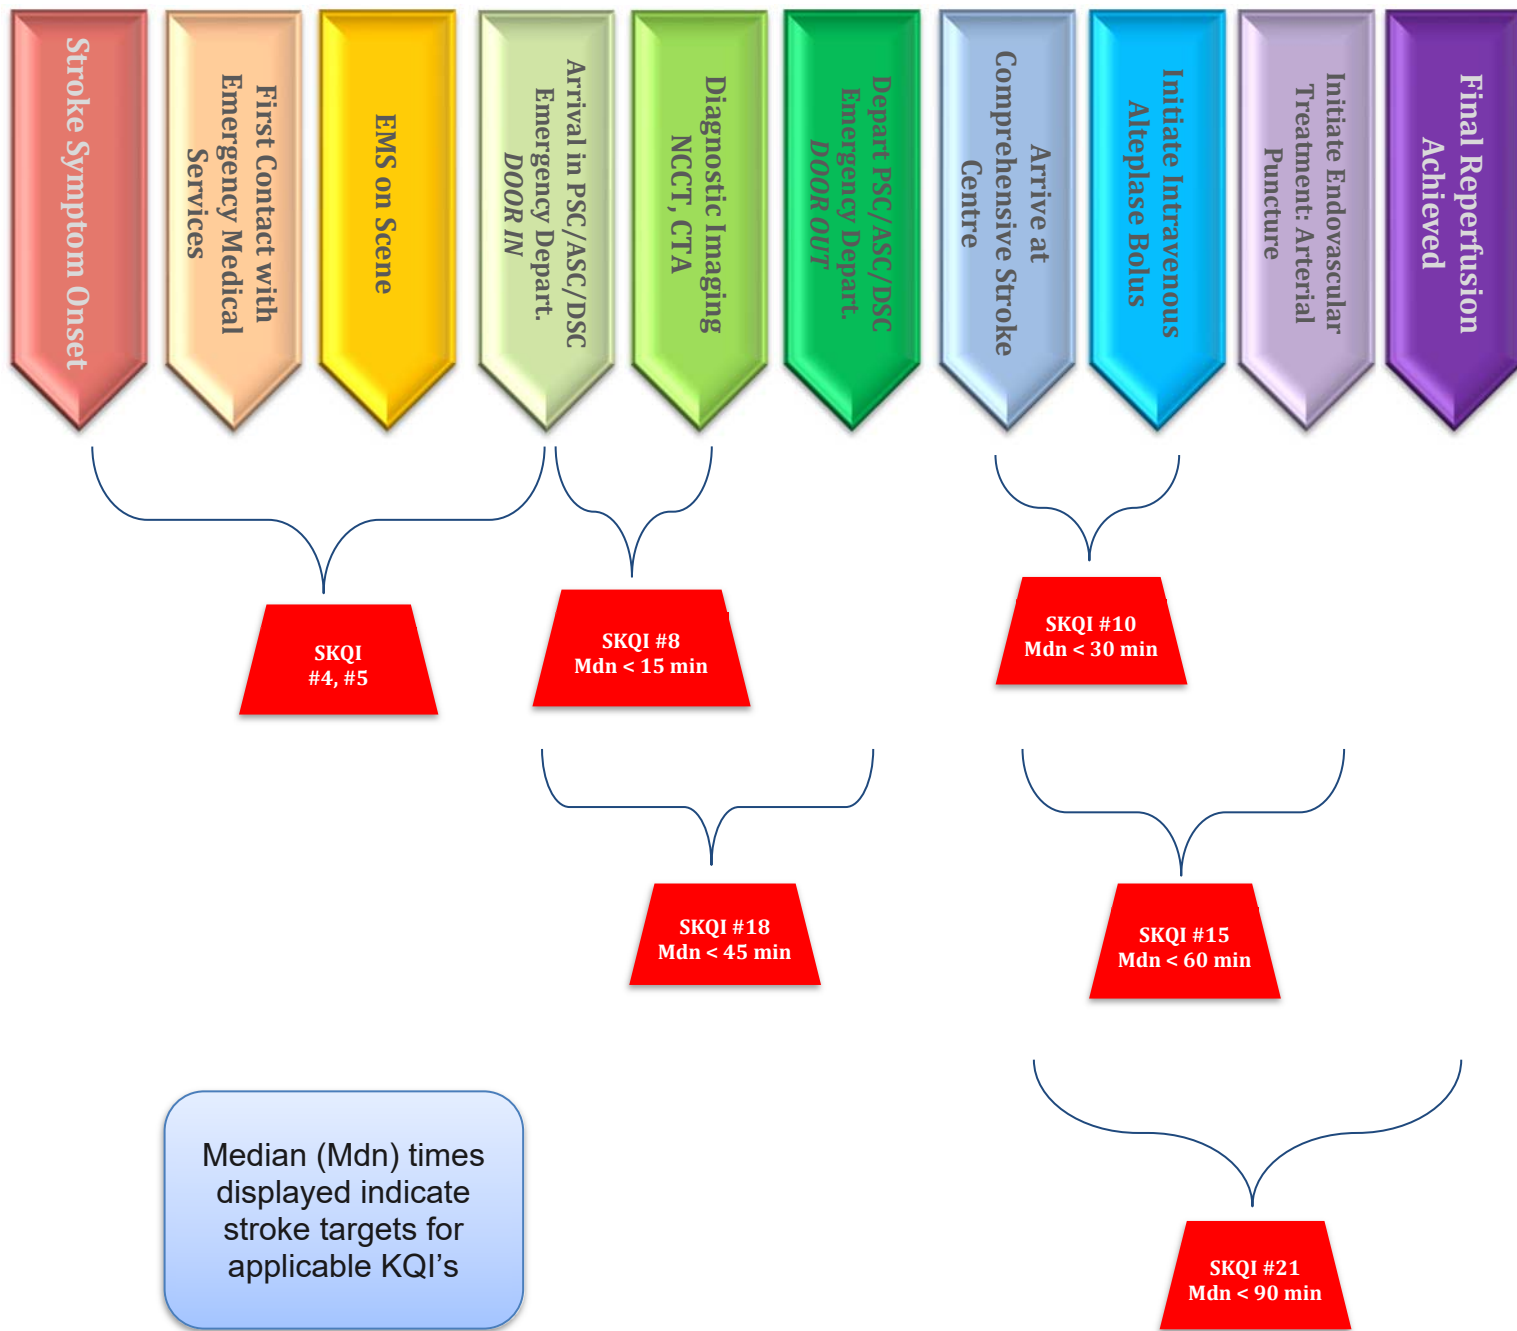 Stroke Symptom Onset
First Contact with
Emergency Medical
Services
EMS on Scene
Arrival in PSC/ASC/DSC
Emergency Depart.
DOOR IN
Diagnostic Imaging
NCCT, CTA
Depart PSC/ASC/DSC
Emergency Depart.
DOOR OUT
Arrive at
Comprehensive Stroke
Centre
Initiate Intravenous
Alteplase Bolus
Initiate Endovascular
Treatment: Arterial
Puncture
Final Reperfusion
Achieved
SKQI
#4, #5
SKQI #8
Mdn < 15 min
SKQI #10
Mdn < 30 min
SKQI #18
Mdn < 45 min
SKQI #15
Mdn < 60 min
Median (Mdn) times
displayed indicate
stroke targets for
applicable KQI’s
SKQI #21
Mdn < 90 min